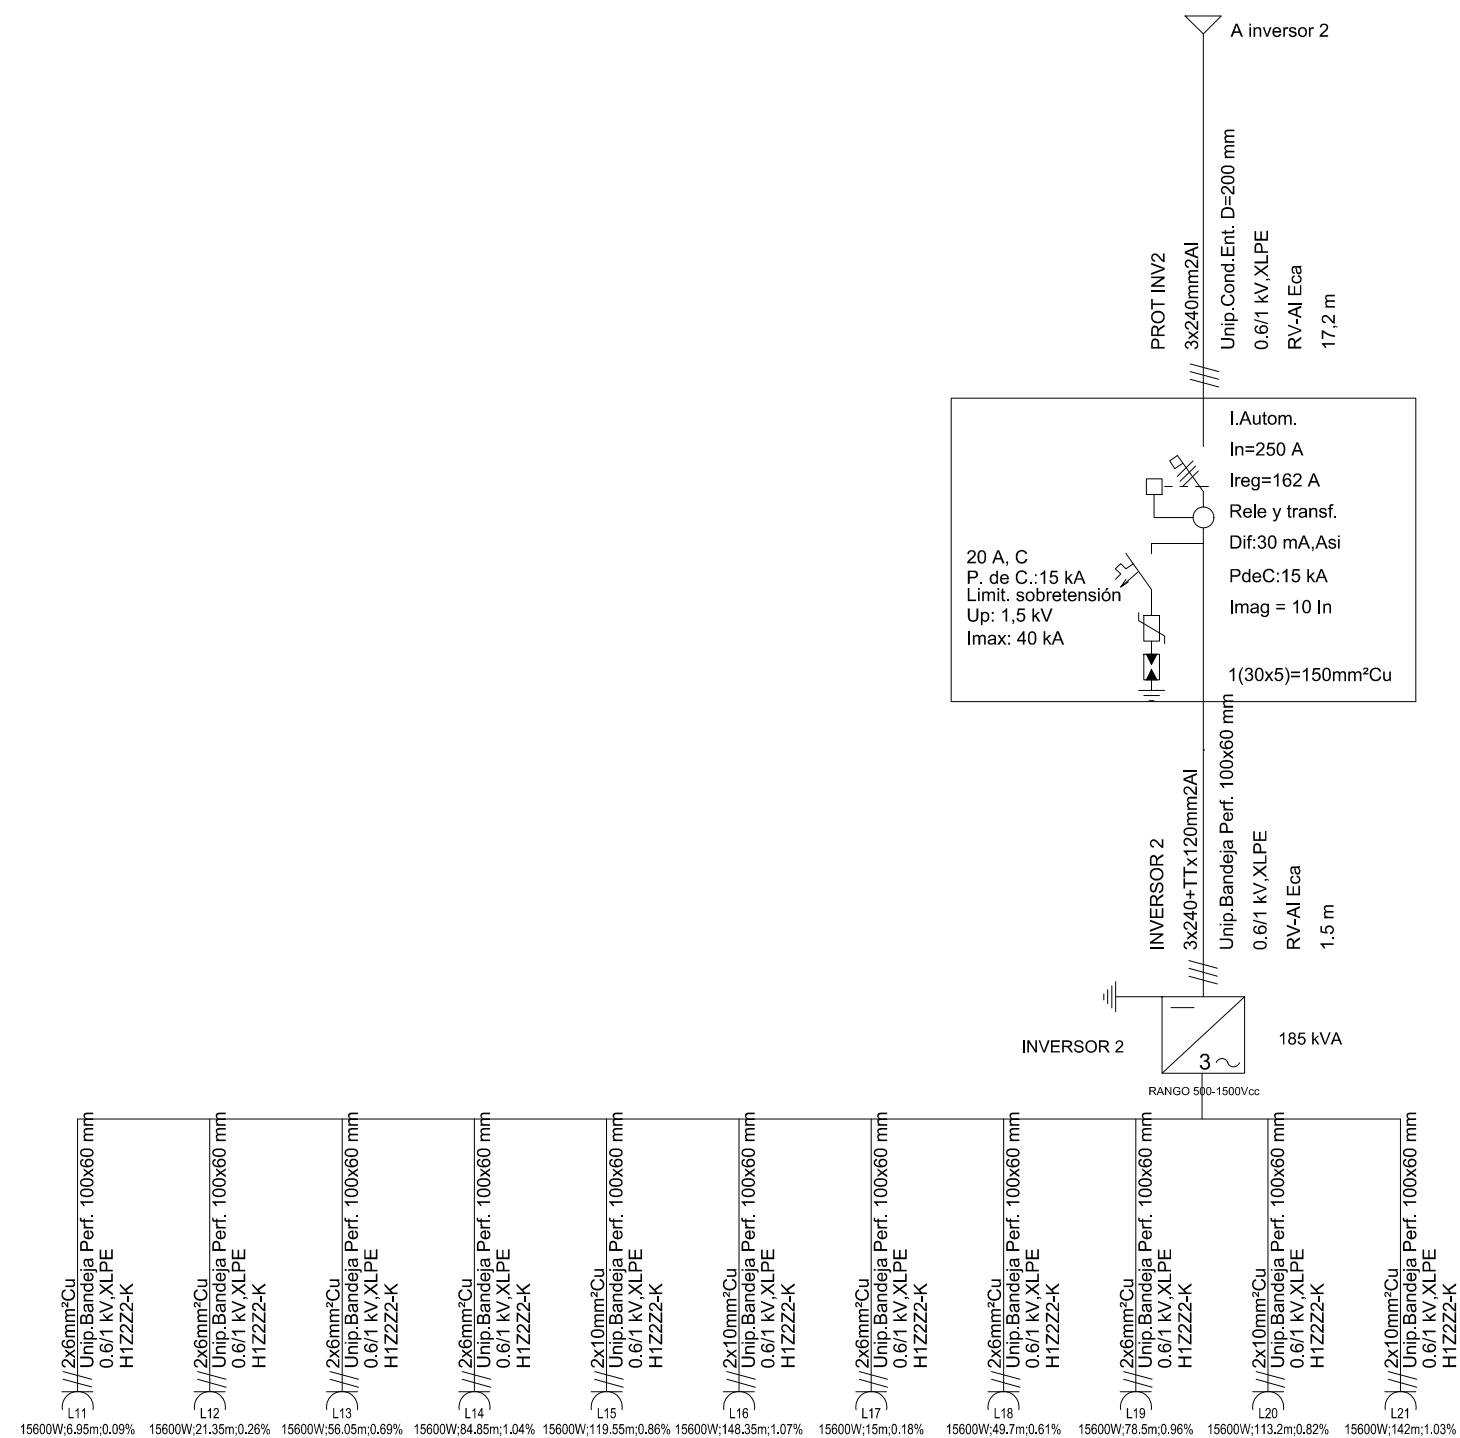 A inversor 2
PROT INV2
3x240mm2Al
Unip.Cond.Ent. D=200 mm
0.6/1 kV,XLPE
RV-Al Eca
17,2 m
I.Autom.
In=250 A
Ireg=162 A
Rele y transf.
Dif:30 mA,Asi
PdeC:15 kA
Imag = 10 In
1(30x5)=150mm²Cu
20 A, C
P. de C.:15 kA
Limit. sobretensión
Up: 1,5 kV
Imax: 40 kA
INVERSOR 2
3x240+TTx120mm2Al
Unip.Bandeja Perf. 100x60 mm
0.6/1 kV,XLPE
RV-Al Eca
1.5 m
INVERSOR 2
3
185 kVA
RANGO 500-1500Vcc
2x6mm²Cu
Unip.Bandeja Perf. 100x60 mm
0.6/1 kV,XLPE
H1Z2Z2-K
L11
15600W;6.95m;0.09%
2x6mm²Cu
Unip.Bandeja Perf. 100x60 mm
0.6/1 kV,XLPE
H1Z2Z2-K
L12
15600W;21.35m;0.26%
2x6mm²Cu
Unip.Bandeja Perf. 100x60 mm
0.6/1 kV,XLPE
H1Z2Z2-K
L13
15600W;56.05m;0.69%
2x6mm²Cu
Unip.Bandeja Perf. 100x60 mm
0.6/1 kV,XLPE
H1Z2Z2-K
L14
15600W;84.85m;1.04%
2x10mm²Cu
Unip.Bandeja Perf. 100x60 mm
0.6/1 kV,XLPE
H1Z2Z2-K
L15
15600W;119.55m;0.86%
2x10mm²Cu
Unip.Bandeja Perf. 100x60 mm
0.6/1 kV,XLPE
H1Z2Z2-K
L16
15600W;148.35m;1.07%
2x6mm²Cu
Unip.Bandeja Perf. 100x60 mm
0.6/1 kV,XLPE
H1Z2Z2-K
L17
15600W;15m;0.18%
2x6mm²Cu
Unip.Bandeja Perf. 100x60 mm
0.6/1 kV,XLPE
H1Z2Z2-K
L18
15600W;49.7m;0.61%
2x6mm²Cu
Unip.Bandeja Perf. 100x60 mm
0.6/1 kV,XLPE
H1Z2Z2-K
L19
15600W;78.5m;0.96%
2x10mm²Cu
Unip.Bandeja Perf. 100x60 mm
0.6/1 kV,XLPE
H1Z2Z2-K
L20
15600W;113.2m;0.82%
2x10mm²Cu
Unip.Bandeja Perf. 100x60 mm
0.6/1 kV,XLPE
H1Z2Z2-K
L21
15600W;142m;1.03%